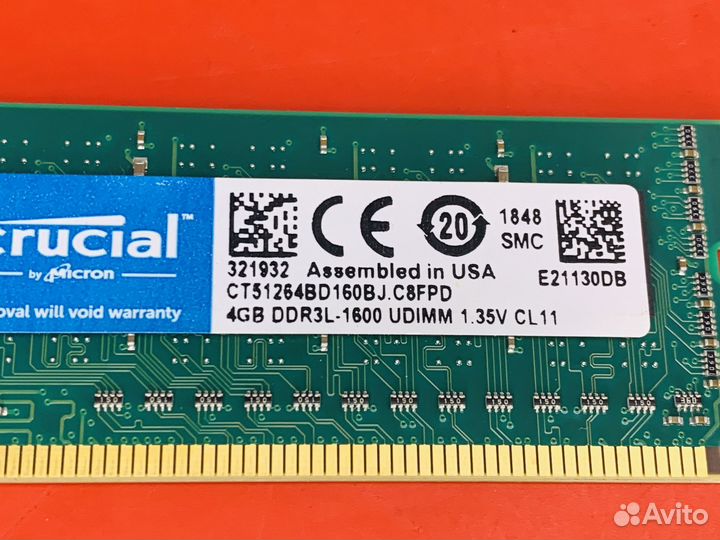 crucial™
by Micron
oval will void warranty
CE
20
1848
SMC
321932 Assembled in USA
E21130DB
CT51264BD160BJ.C8FPD
4GB DDR3L-1600 UDIMM 1.35V CL11
Avito